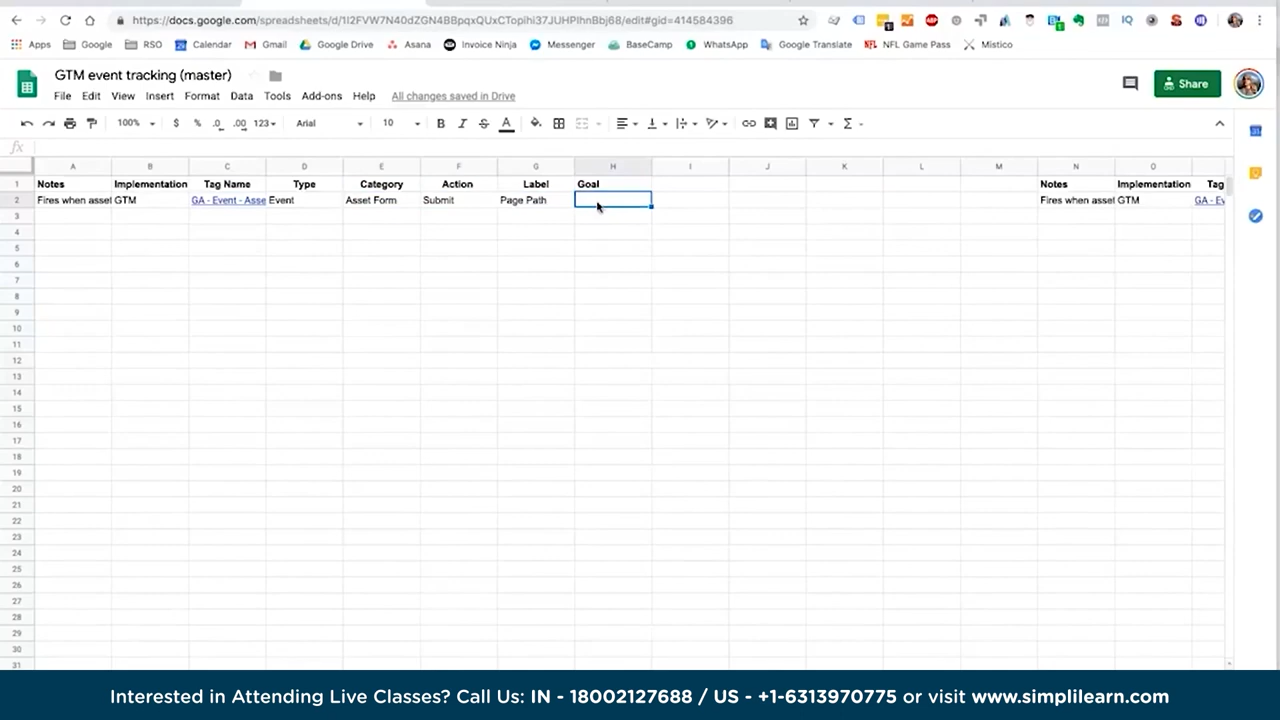 https://docs.google.com/spreadsheets/d/1I2FVW7N40dZGN4BBpqxQUxCTopihi37JUHPIhnBbj68/edit#gid=414584396
Apps Google RSO Calendar Gmail Google Drive Asana Invoice Ninja Messenger BaseCamp WhatsApp Google Translate NFL Game Pass Mistico
GTM event tracking (master)
Share
File Edit View Insert Format Data Tools Add-ons Help All changes saved in Drive
100% $ % .0 .00 123 Arial 10 B I S A
fx
A B C D E F G H I J K L M N O
1 Notes Implementation Tag Name Type Category Action Label Goal Notes Implementation Tag
2 Fires when asset GTM GA - Event - Asse Event Asset Form Submit Page Path Fires when asset GTM GA - Ev
3
4
5
6
7
8
9
10
11
12
13
14
15
16
17
18
19
20
21
22
23
24
25
26
27
28
29
30
31
Interested in Attending Live Classes? Call Us: IN - 18002127688 / US - +1-6313970775 or visit www.simplilearn.com